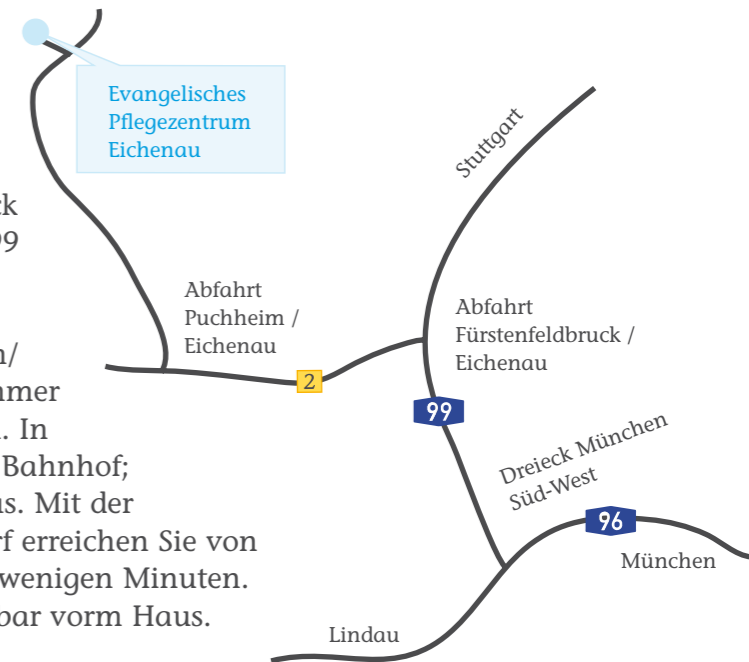 Evangelisches
Pflegezentrum
Eichenau
Stuttgart
Abfahrt
Puchheim /
Eichenau
Abfahrt
Fürstenfeldbruck /
Eichenau
2
99
Dreieck München
Süd-West
96
München
Lindau
ck
99
n/
mmer
. In
Bahnhof;
us. Mit der
rf erreichen Sie von
wenigen Minuten.
bar vorm Haus.